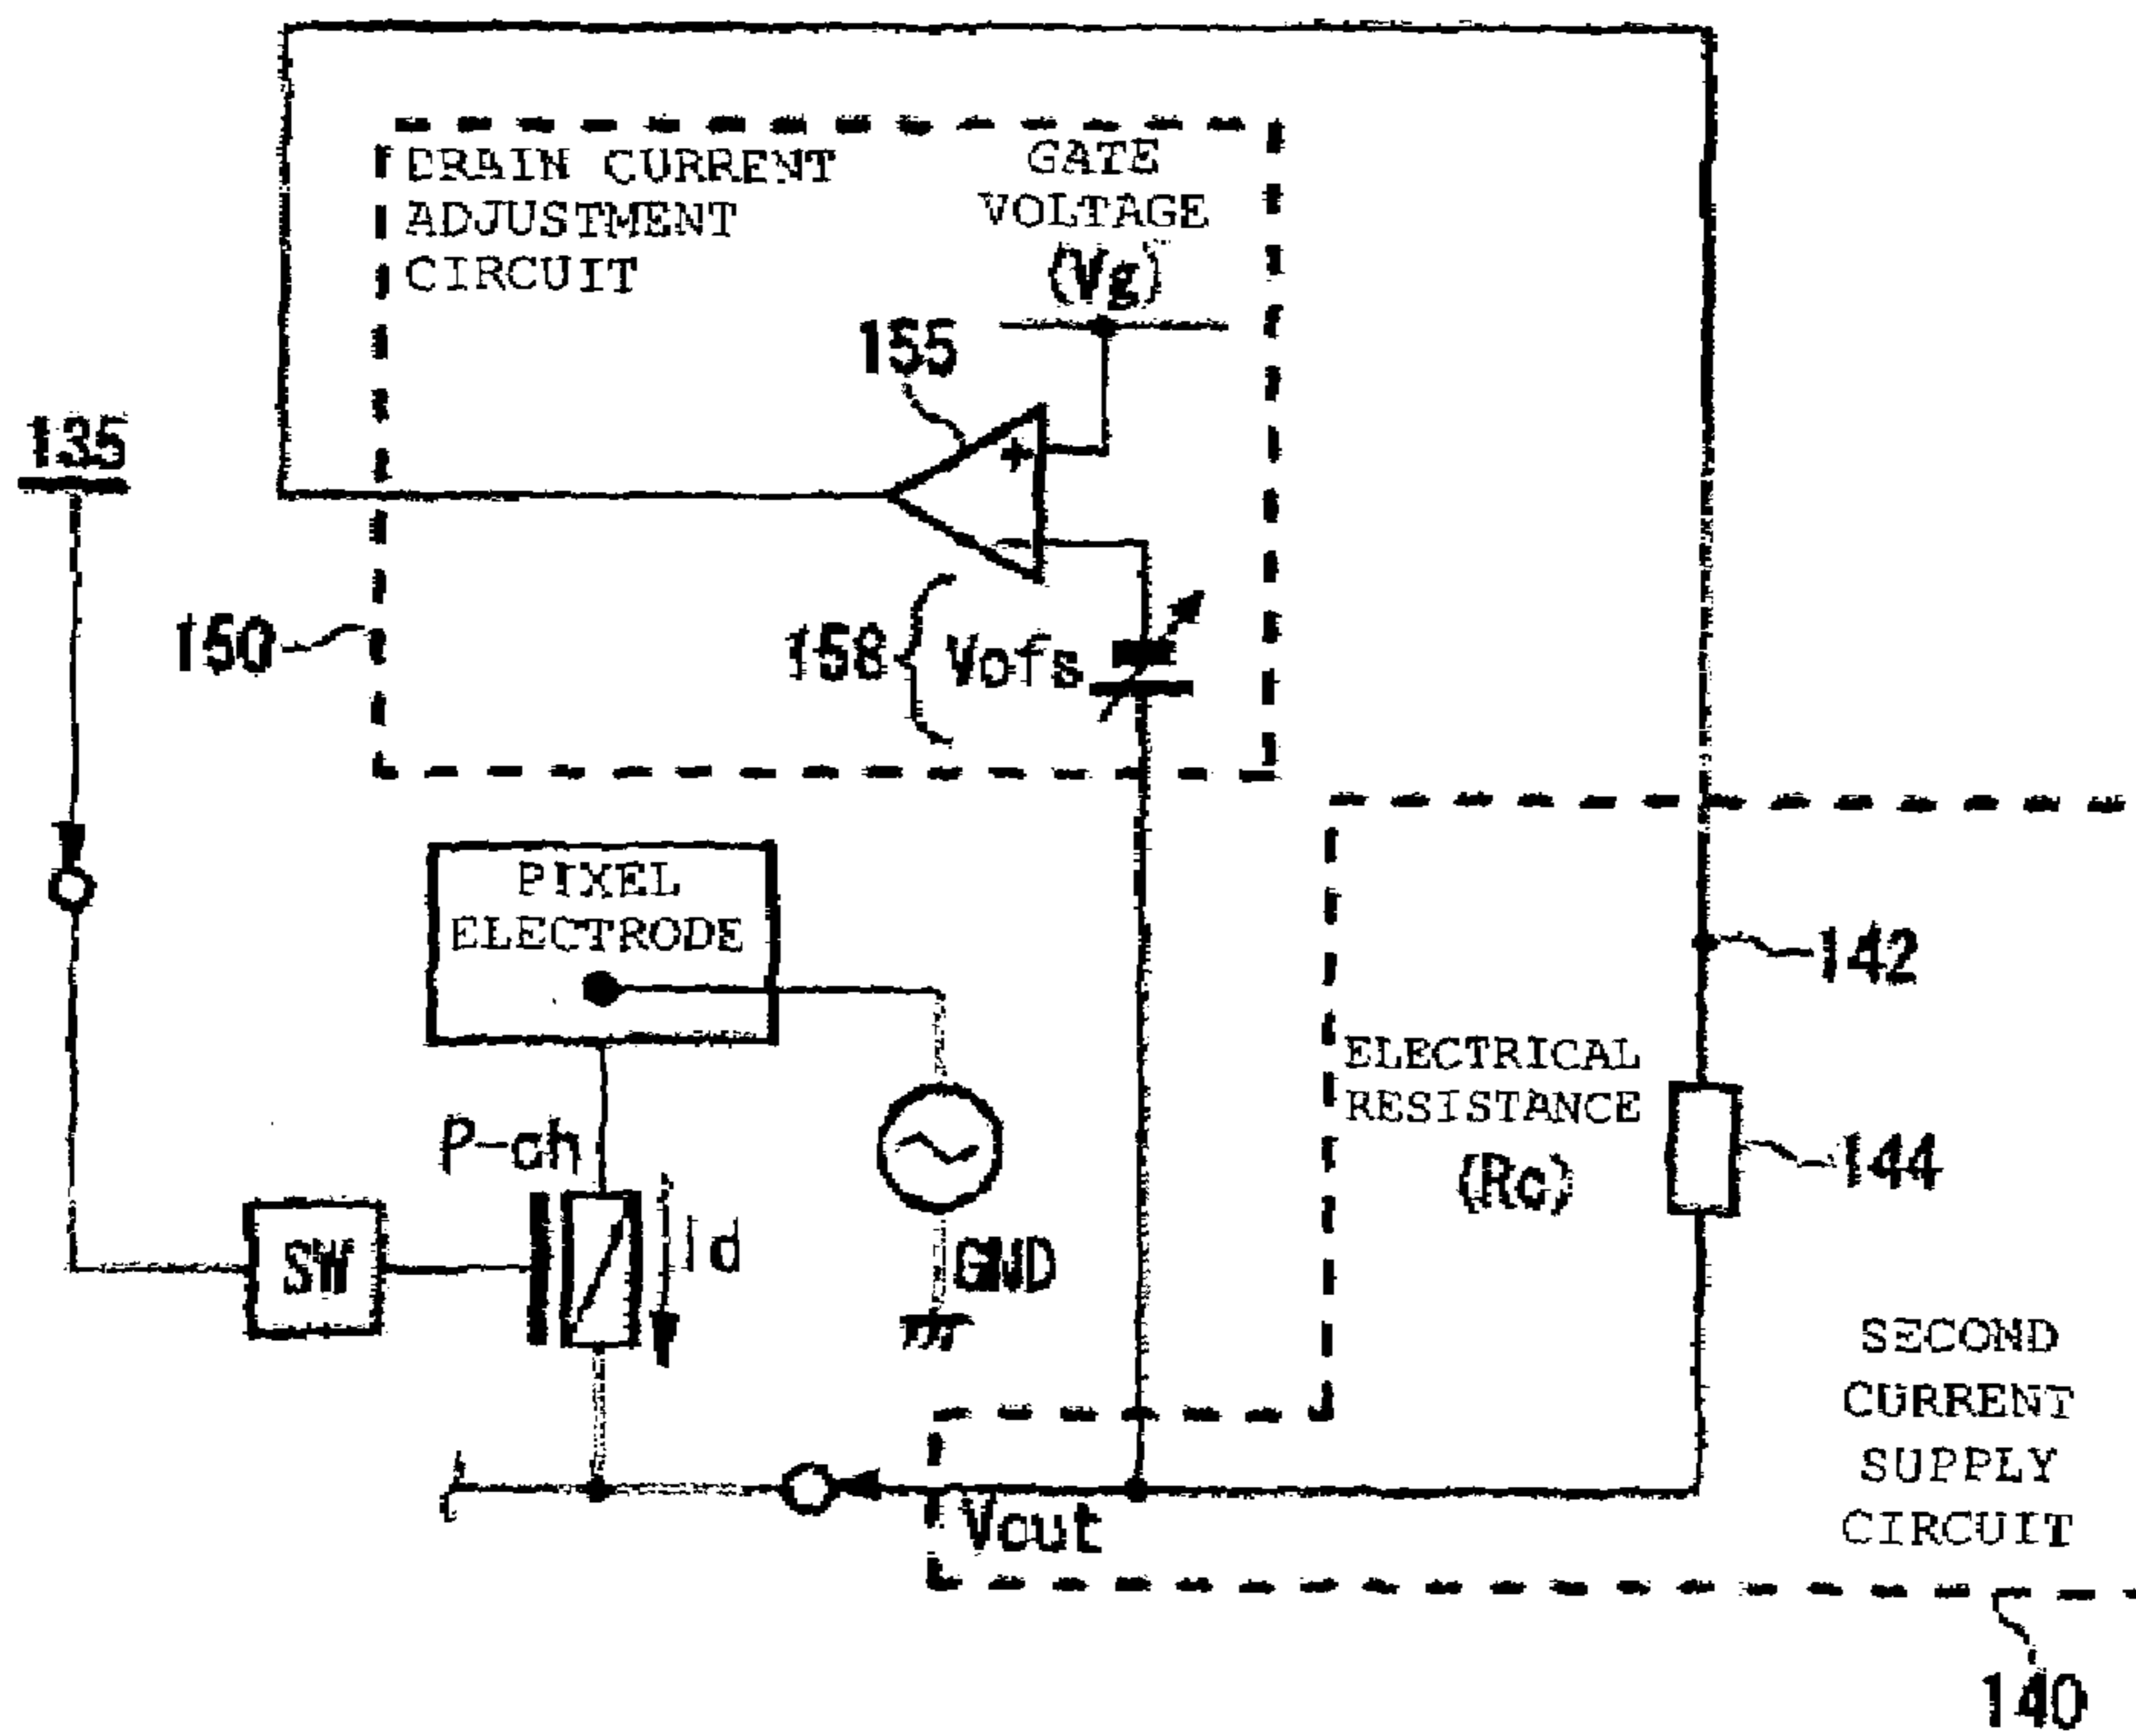 DRAIN CURRENT
ADJUSTMENT
CIRCUIT
GATE
VOLTAGE
(Vg)
155
135
150
158
Vofs
PIXEL
ELECTRODE
142
ELECTRICAL
RESISTANCE
(Rc)
144
P-ch
SW
Id
GND
SECOND
CURRENT
SUPPLY
CIRCUIT
Vout
140